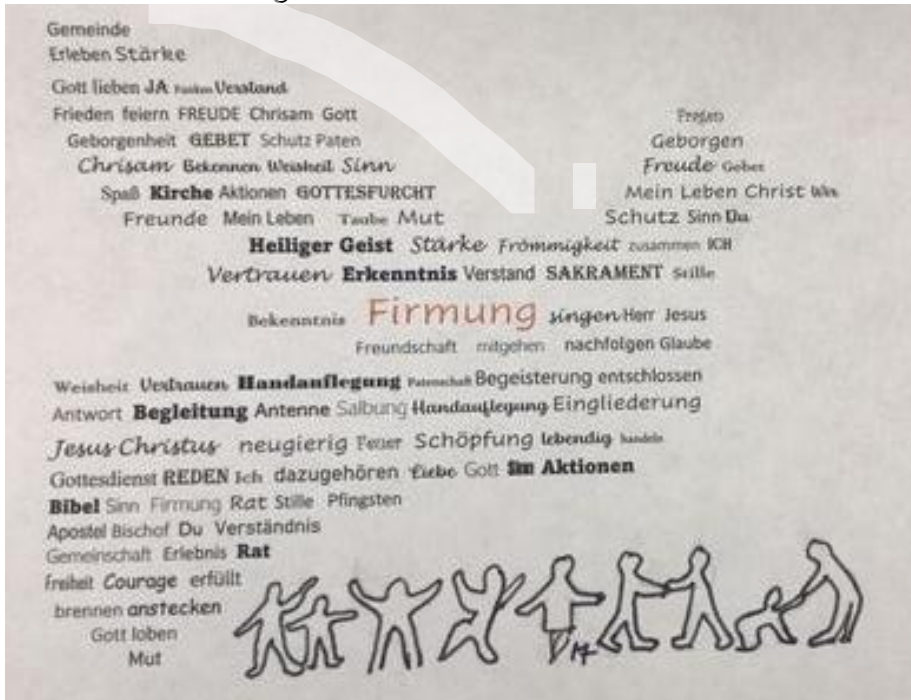 Gemeinde
Erleben Stärke
Gott lieben JA Verstand
Frieden feiern FREUDE Chrisam Gott
Fragen
Geborgenheit GEBET Schutz Paten
Geborgen
Chrisam Bekennen Weisheit Sinn
Freude Gebet
Spaß Kirche Aktionen GOTTESFURCHT
Mein Leben Christ Wir
Freunde Mein Leben Taube Mut
Schutz Sinn Du
Heiliger Geist Stärke Frömmigkeit zusammen ICH
Vertrauen Erkenntnis Verstand SAKRAMENT Stille
Bekenntnis Firmung singen Herr Jesus
Freundschaft mitgehen nachfolgen Glaube
Weisheit Vertrauen Handauflegung Patenschaft Begeisterung entschlossen
Antwort Begleitung Antenne Salbung Handauflegung Eingliederung
Jesus Christus neugierig Feuer Schöpfung lebendig handeln
Gottesdienst REDEN Ich dazugehören Liebe Gott Sinn Aktionen
Bibel Sinn Firmung Rat Stille Pfingsten
Apostel Bischof Du Verständnis
Gemeinschaft Erlebnis Rat
freiheit Courage erfüllt
brennen anstecken
Gott loben
Mut